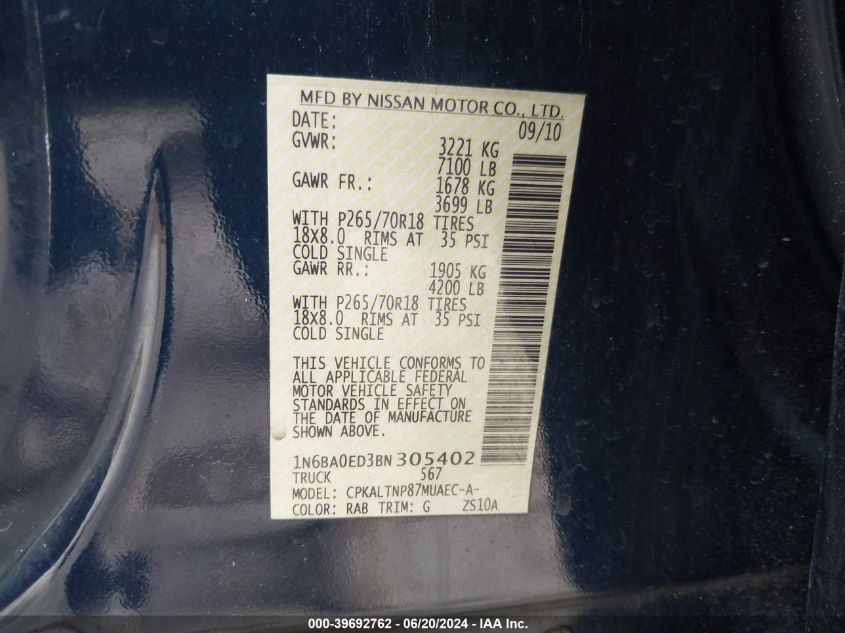 MFD BY NISSAN MOTOR CO., LTD.
DATE: 09/10
GVWR: 3221 KG
7100 LB
GAWR FR.: 1678 KG
3699 LB
WITH P265/70R18 TIRES
18X8.0 RIMS AT 35 PSI
COLD SINGLE
GAWR RR.: 1905 KG
4200 LB
WITH P265/70R18 TIRES
18X8.0 RIMS AT 35 PSI
COLD SINGLE
THIS VEHICLE CONFORMS TO
ALL APPLICABLE FEDERAL
MOTOR VEHICLE SAFETY
STANDARDS IN EFFECT ON
THE DATE OF MANUFACTURE
SHOWN ABOVE.
1N6BA0ED3BN 305402
TRUCK 567
MODEL: CPKALTNP87MUAEC-A-
COLOR: RAB TRIM: G ZS10A
000-39692762 - 06/20/2024 - IAA Inc.